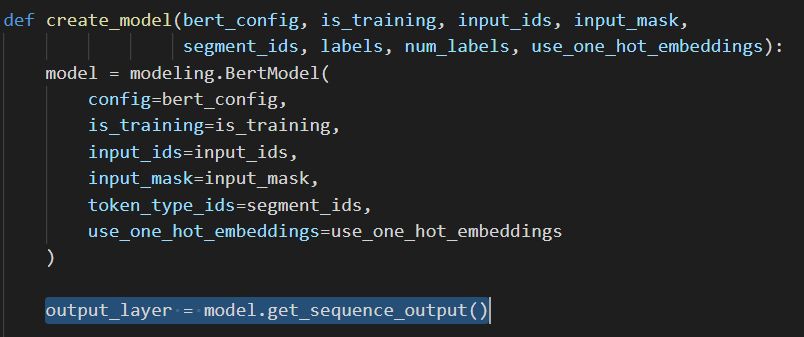 def create_model(bert_config, is_training, input_ids, input_mask,
                 segment_ids, labels, num_labels, use_one_hot_embeddings):
    model = modeling.BertModel(
        config=bert_config,
        is_training=is_training,
        input_ids=input_ids,
        input_mask=input_mask,
        token_type_ids=segment_ids,
        use_one_hot_embeddings=use_one_hot_embeddings
    )
    output_layer = model.get_sequence_output()